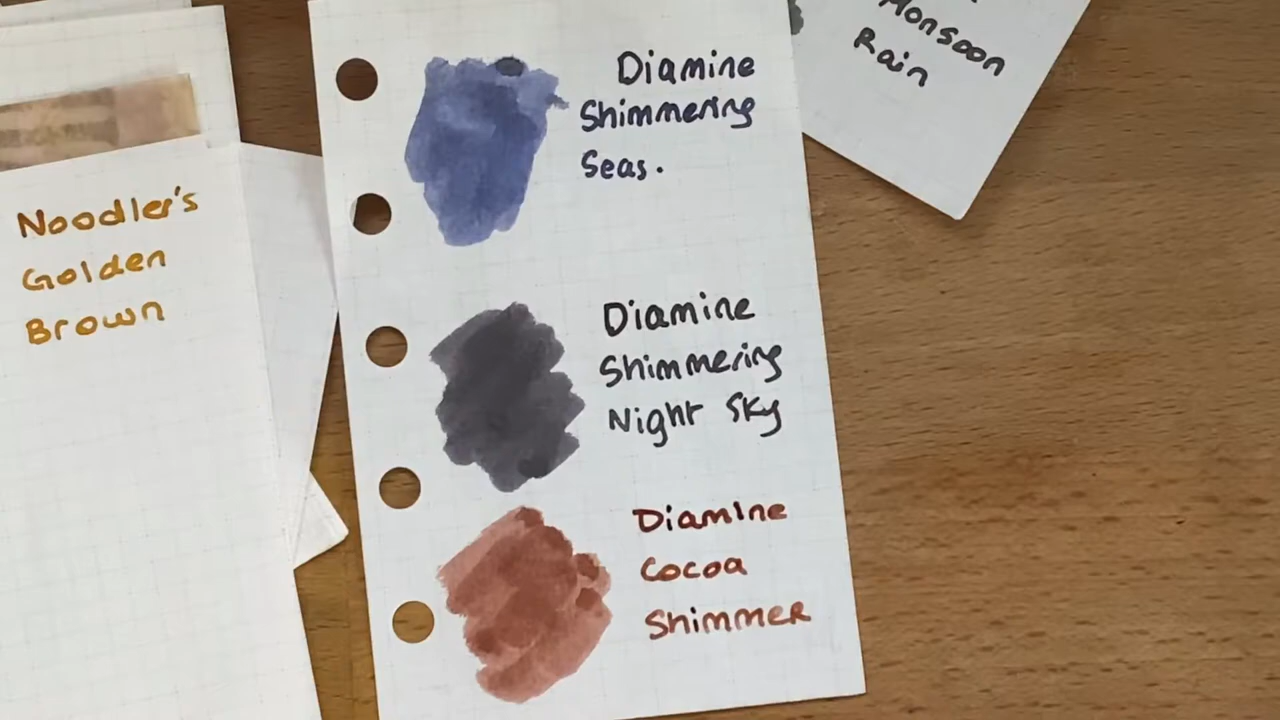 Noodler's
Golden
Brown
Diamine
Shimmering
Seas.
Diamine
Shimmering
Night Sky
Diamine
Cocoa
Shimmer
Monsoon
Rain